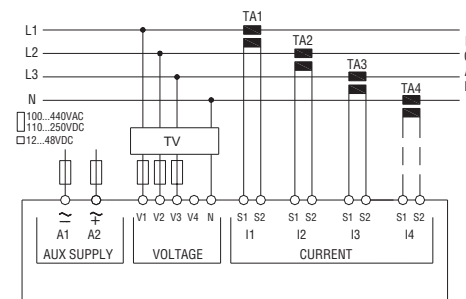 TA1
L1
TA2
L2
TA3
L3
TA4
N
100...440VAC
110...250VDC
12...48VDC
TV
V1 V2 V3 V4 N S1 S2 S1 S2 S1 S2 S1 S2
A1 A2 I1 I2 I3 I4
AUX SUPPLY VOLTAGE CURRENT